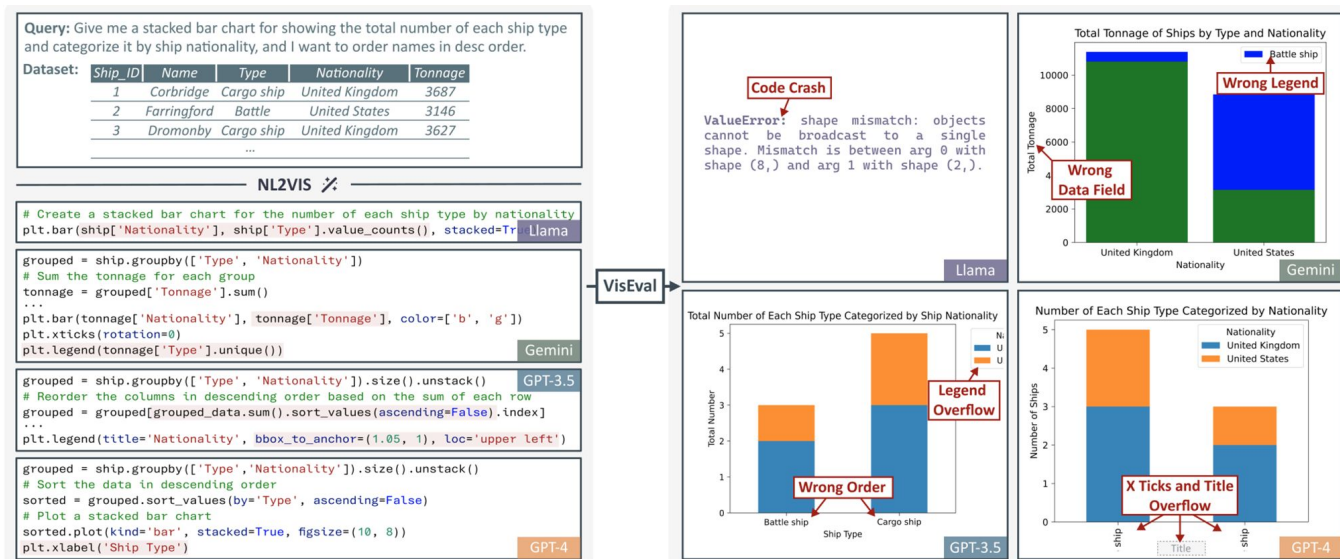 Query: Give me a stacked bar chart for showing the total number of each ship type
and categorize it by ship nationality, and I want to order names in desc order.
Dataset:
Ship_ID Name Type Nationality Tonnage
1 Corbridge Cargo ship United Kingdom 3687
2 Farringford Battle United States 3146
3 Dromonby Cargo ship United Kingdom 3627
...
NL2VIS
# Create a stacked bar chart for the number of each ship type by nationality
plt.bar(ship['Nationality'], ship['Type'].value_counts(), stacked=Tru
Llama
grouped = ship.groupby(['Type', 'Nationality'])
# Sum the tonnage for each group
tonnage = grouped['Tonnage'].sum()
...
plt.bar(tonnage['Nationality'], tonnage['Tonnage'], color=['b', 'g'])
plt.xticks(rotation=0)
plt.legend(tonnage['Type'].unique())
Gemini
grouped = ship.groupby(['Type', 'Nationality']).size().unstack()
GPT-3.5
# Reorder the columns in descending order based on the sum of each row
grouped = grouped[grouped_data.sum().sort_values(ascending=False).index]
...
plt.legend(title='Nationality', bbox_to_anchor=(1.05, 1), loc='upper left')
grouped = ship.groupby(['Type','Nationality']).size().unstack()
# Sort the data in descending order
sorted = grouped.sort_values(by='Type', ascending=False)
# Plot a stacked bar chart
sorted.plot(kind='bar', stacked=True, figsize=(10, 8))
plt.xlabel('Ship Type')
GPT-4
VisEval
Code Crash
ValueError: shape mismatch: objects
cannot be broadcast to a single
shape. Mismatch is between arg 0 with
shape (8,) and arg 1 with shape (2,).
Llama
Total Tonnage of Ships by Type and Nationality
Battle ship
Wrong Legend
10000
8000
6000
4000
2000
0
Total Tonnage
Wrong
Data Field
United Kingdom
United States
Nationality
Gemini
Total Number of Each Ship Type Categorized by Ship Nationality
Na
U
U
Legend
Overflow
5
4
3
2
1
0
Total Number
Wrong Order
Battle ship
Cargo ship
Ship Type
GPT-3.5
Number of Each Ship Type Categorized by Nationality
Nationality
United Kingdom
United States
5
4
3
2
1
0
Number of Ships
X Ticks and Title
Overflow
ship
ship
Title
GPT-4